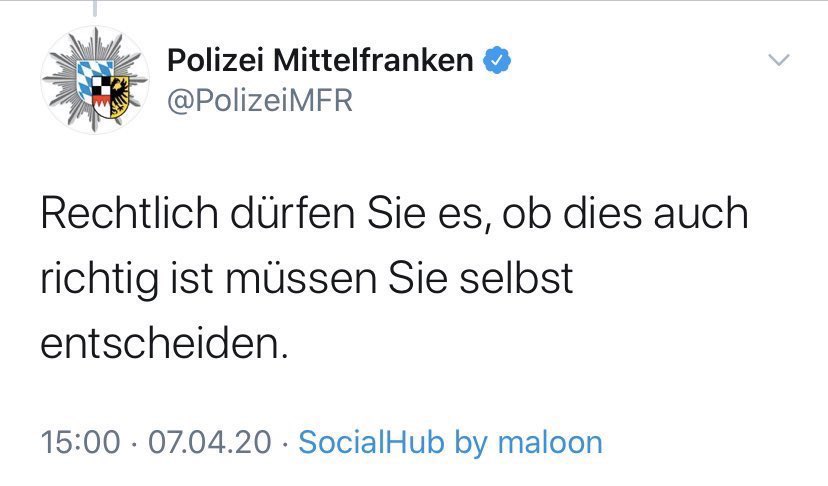 Polizei Mittelfranken
@PolizeiMFR
Rechtlich dürfen Sie es, ob dies auch
richtig ist müssen Sie selbst
entscheiden.
15:00 · 07.04.20 · SocialHub by maloon